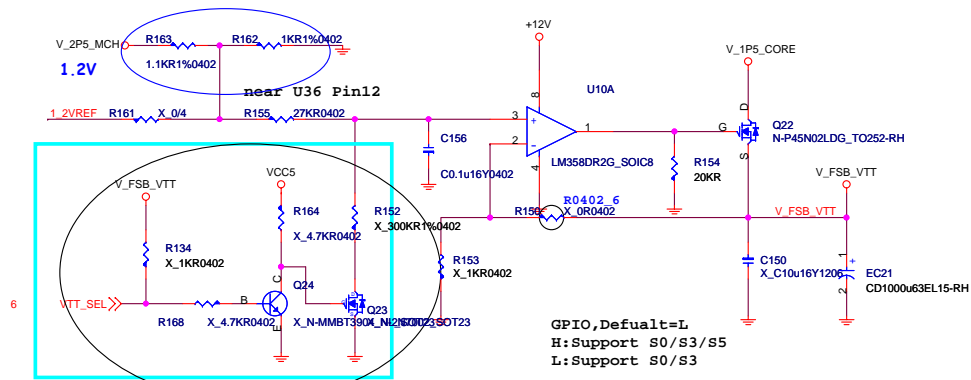 +12V
V_2P5_MCH
R163
R162
1KR1%0402
V_1P5_CORE
1.2V
1.1KR1%0402
near U36 Pin12
8
U10A
D
1_2VREF
R161
X_0/4
R155
27KR0402
3
+
2
-
1
G
Q22
N-P45N02LDG_TO252-RH
C156
LM358DR2G_SOIC8
S
4
R154
20KR
C0.1u16Y0402
V_FSB_VTT
VCC5
V_FSB_VTT
R0402_6
R164
R152
R150
X_0R0402
V_FSB_VTT
X_4.7KR0402
X_300KR1%0402
R134
X_1KR0402
R153
X_1KR0402
C150
X_C10u16Y1206
1
+
EC21
2
CD1000u63EL15-RH
C
Q24
6
VTT_SEL
B
Q23
R168
X_4.7KR0402
E
X_N-MMBT3904_NL_SOT23
GPIO,Defualt=L
H:Support S0/S3/S5
L:Support S0/S3